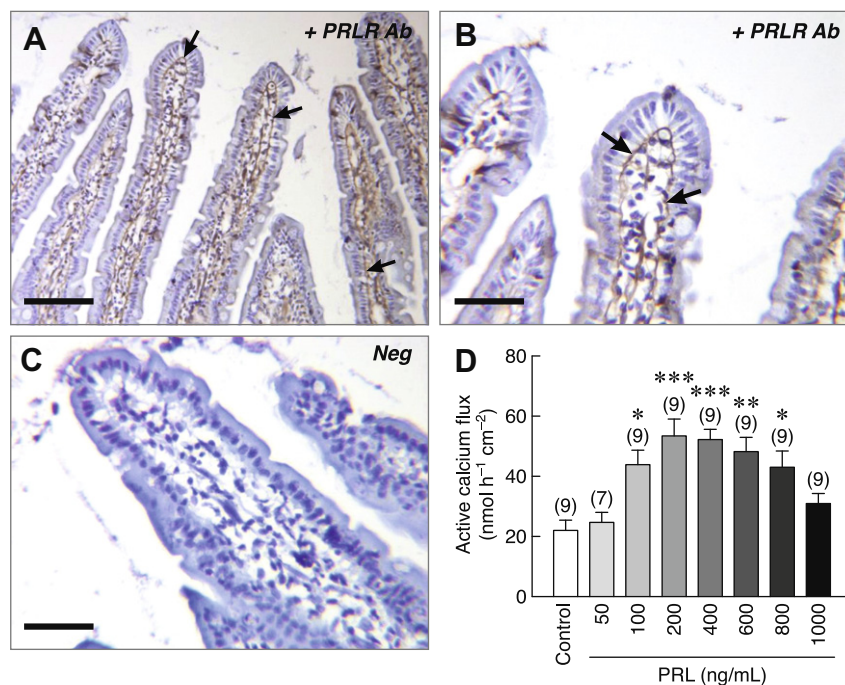 A
+ PRLR Ab
B
+ PRLR Ab
C
Neg
D
Active calcium flux
(nmol h⁻¹ cm⁻²)
80
60
40
20
0
(9)
(7)
*
(9)
***
(9)
***
(9)
**
(9)
*
(9)
(9)
Control
50
100
200
400
600
800
1000
PRL (ng/mL)